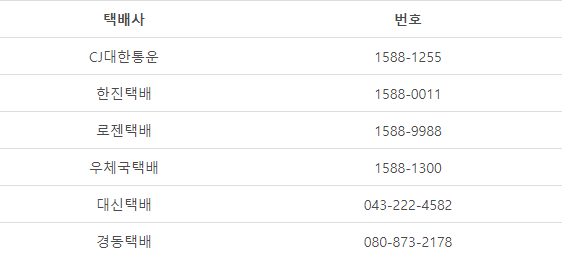 택배사 번호
CJ대한통운 1588-1255
한진택배 1588-0011
로젠택배 1588-9988
우체국택배 1588-1300
대신택배 043-222-4582
경동택배 080-873-2178